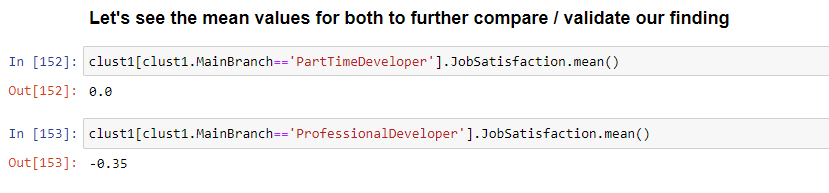 Let's see the mean values for both to further compare / validate our finding
In [152]: clust1[clust1.MainBranch=='PartTimeDeveloper'].JobSatisfaction.mean()
Out[152]: 0.0
In [153]: clust1[clust1.MainBranch=='ProfessionalDeveloper'].JobSatisfaction.mean()
Out[153]: -0.35